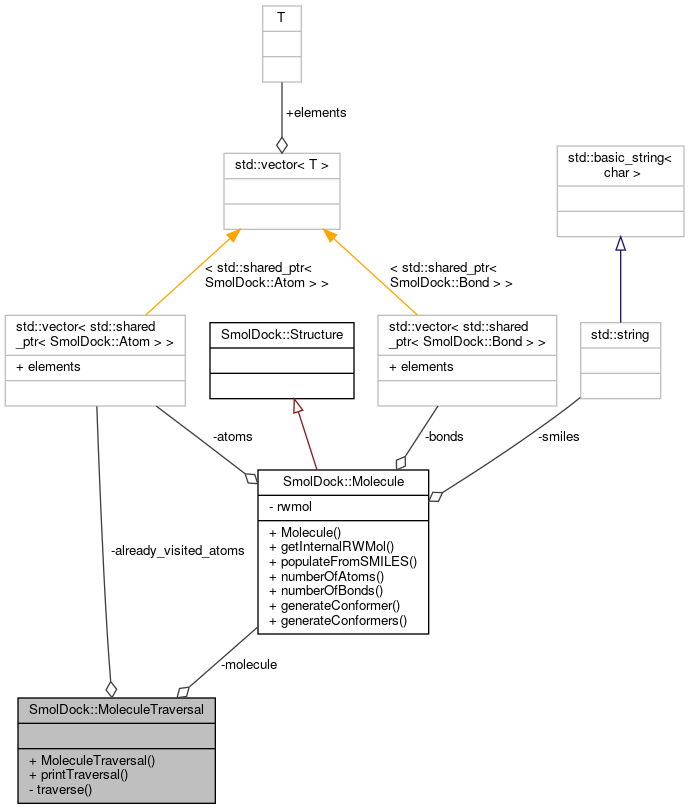 T
+elements
std::vector< T >
std::basic_string<
char >
< std::shared_ptr<
SmolDock::Atom > >
< std::shared_ptr<
SmolDock::Bond > >
std::vector< std::shared
_ptr< SmolDock::Atom > >
+ elements
SmolDock::Structure
std::vector< std::shared
_ptr< SmolDock::Bond > >
+ elements
std::string
-atoms
-bonds
-smiles
SmolDock::Molecule
- rwmol
+ Molecule()
+ getInternalRWMol()
+ populateFromSMILES()
+ numberOfAtoms()
+ numberOfBonds()
+ generateConformer()
+ generateConformers()
-already_visited_atoms
-molecule
SmolDock::MoleculeTraversal
+ MoleculeTraversal()
+ printTraversal()
- traverse()